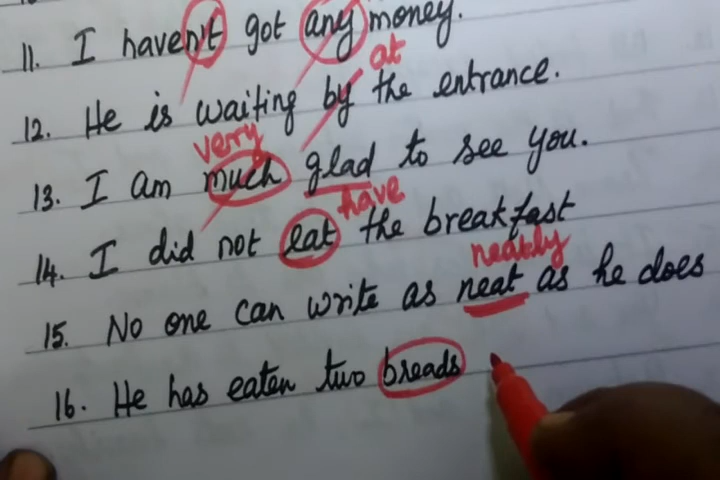 11. I haven't got any money.
at
12. He is waiting by the entrance.
very
13. I am much glad to see you.
have
14. I did not eat the breakfast
neatly
15. No one can write as neat as he does
16. He has eaten two breads